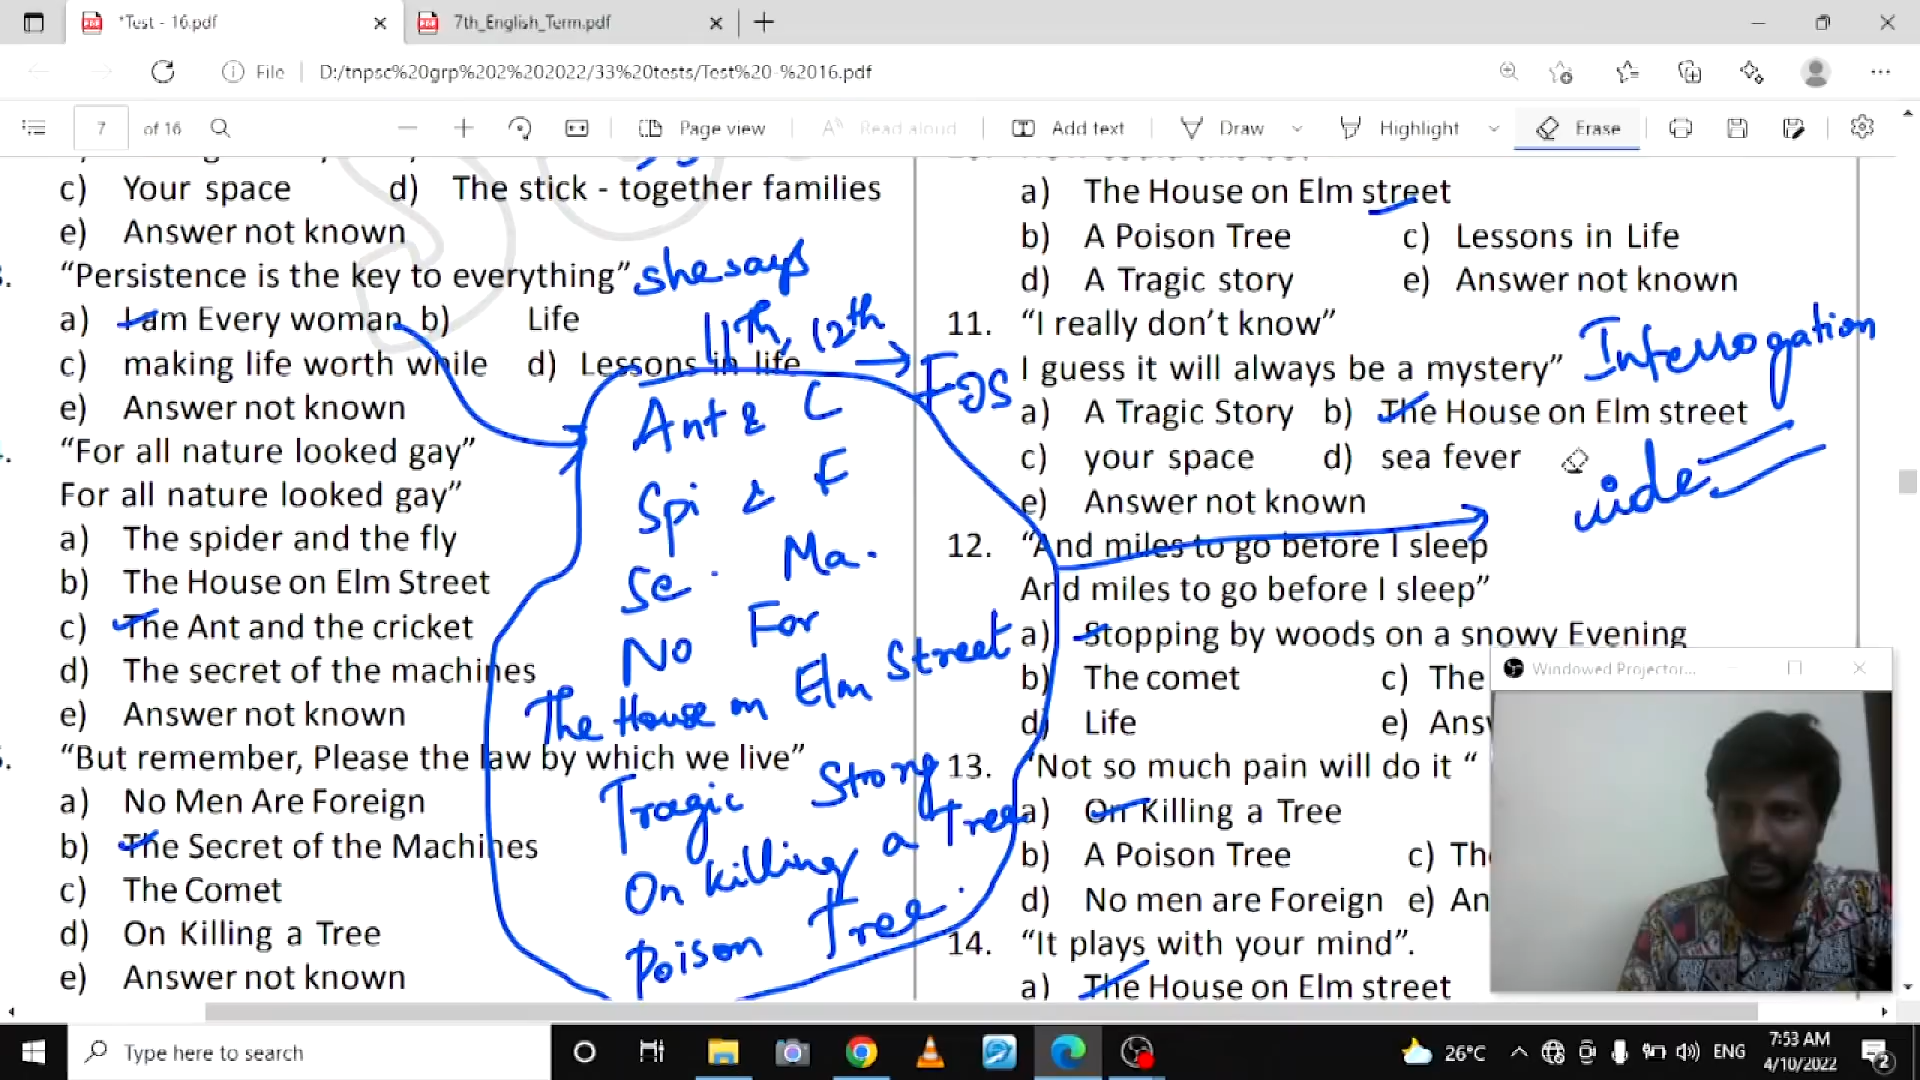 *Test - 16.pdf
7th_English_Term.pdf
File
D:/tnpsc%20grp%202%202022/33%20tests/Test%20-%2016.pdf
7 of 16
Page view
Read aloud
Add text
Draw
Highlight
Erase
c) Your space d) The stick - together families
e) Answer not known
"Persistence is the key to everything" she says
a) I am Every woman b) Life
c) making life worth while d) Lessons in life
e) Answer not known
"For all nature looked gay"
For all nature looked gay"
a) The spider and the fly
b) The House on Elm Street
c) The Ant and the cricket
d) The secret of the machines
e) Answer not known
"But remember, Please the law by which we live"
a) No Men Are Foreign
b) The Secret of the Machines
c) The Comet
d) On Killing a Tree
e) Answer not known
11th, 12th
FOS
Ant & C
Spi & F
Se. Ma.
No For
The House on Elm Street
Tragic Strong
On killing a Tree
Poison Tree.
a) The House on Elm street
b) A Poison Tree c) Lessons in Life
d) A Tragic story e) Answer not known
11. "I really don't know"
I guess it will always be a mystery" Interrogation
a) A Tragic Story b) The House on Elm street
c) your space d) sea fever
e) Answer not known
12. "And miles to go before I sleep
And miles to go before I sleep"
a) Stopping by woods on a snowy Evening
b) The comet c) The
d) Life e) Ans
13. "Not so much pain will do it "
a) On Killing a Tree
b) A Poison Tree c) Th
d) No men are Foreign e) An
14. "It plays with your mind".
a) The House on Elm street
Windowed Projector...
Type here to search
26°C
ENG
7:53 AM
4/10/2022
2